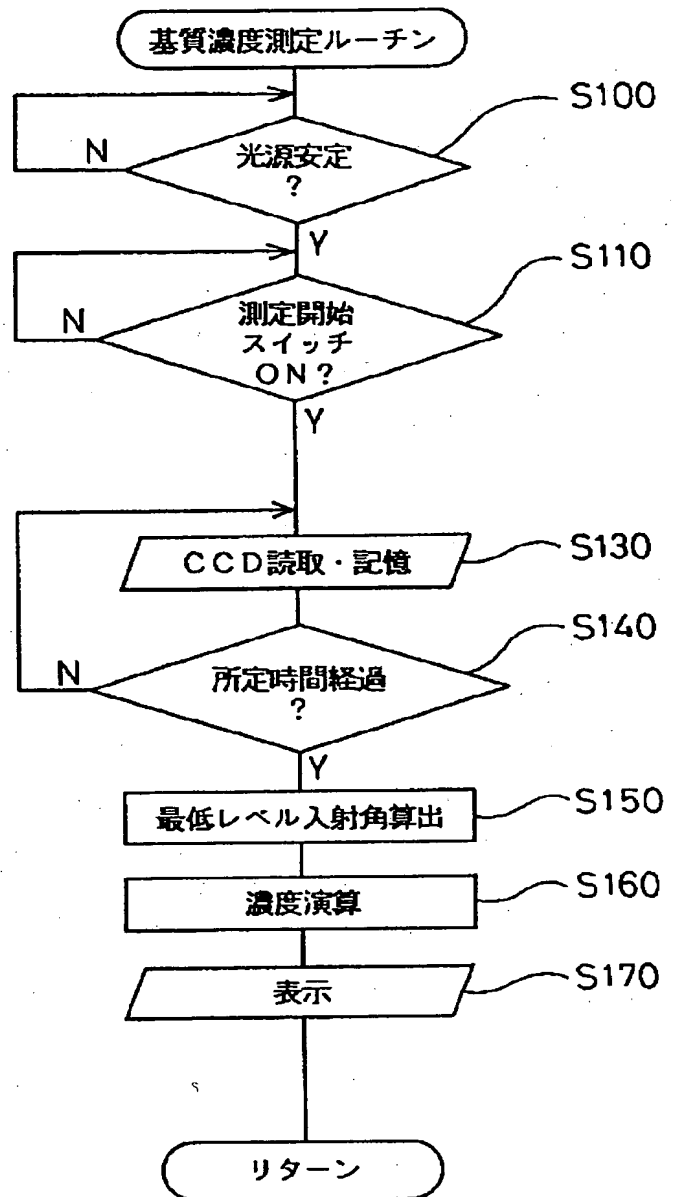 基質濃度測定ルーチン
S100
光源安定
?
N
Y
S110
測定開始
スイッチ
ON?
N
Y
CCD読取・記憶
S130
S140
所定時間経過
?
N
Y
最低レベル入射角算出
S150
濃度演算
S160
表示
S170
リターン